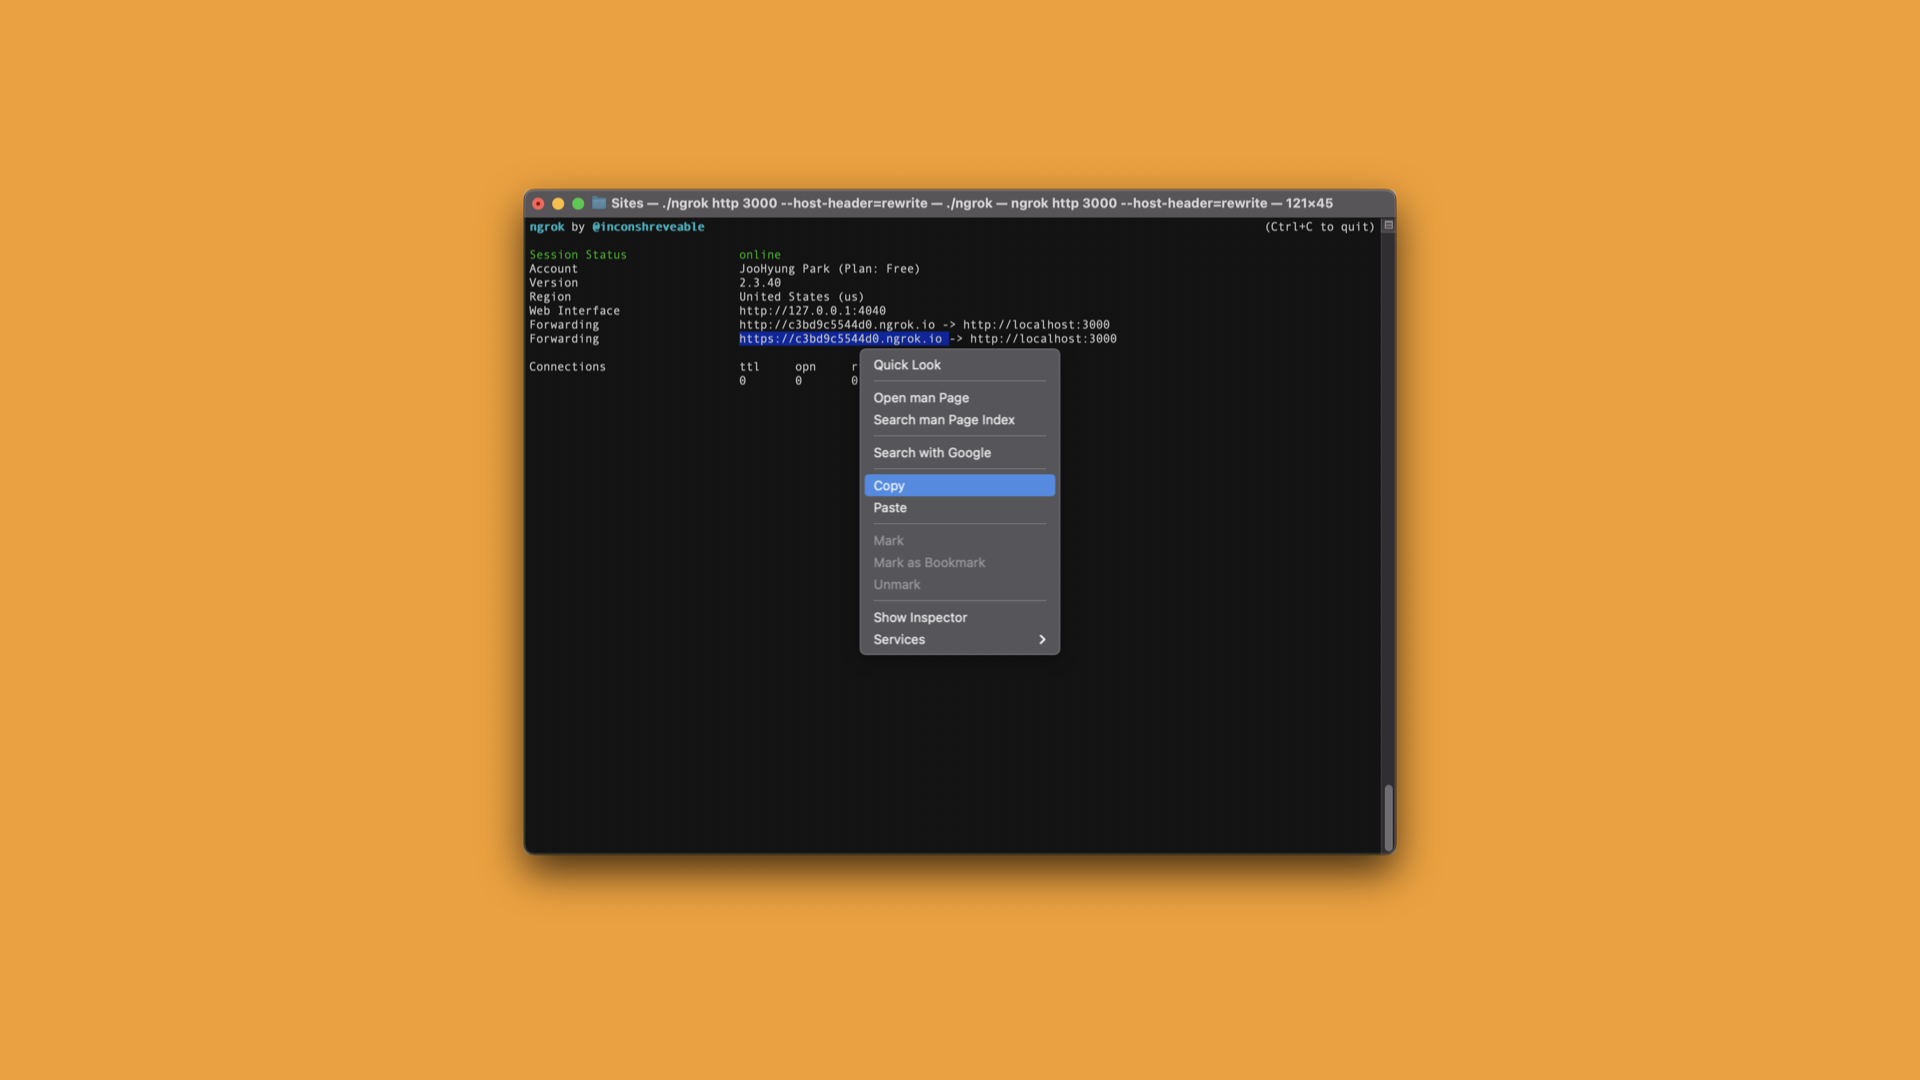 Sites — ./ngrok http 3000 --host-header=rewrite — ./ngrok — ngrok http 3000 --host-header=rewrite — 121×45
ngrok by @inconshreveable (Ctrl+C to quit)
Session Status online
Account JooHyung Park (Plan: Free)
Version 2.3.40
Region United States (us)
Web Interface http://127.0.0.1:4040
Forwarding http://c3bd9c5544d0.ngrok.io -> http://localhost:3000
Forwarding https://c3bd9c5544d0.ngrok.io -> http://localhost:3000
Connections ttl opn r
0 0 0
Quick Look
Open man Page
Search man Page Index
Search with Google
Copy
Paste
Mark
Mark as Bookmark
Unmark
Show Inspector
Services